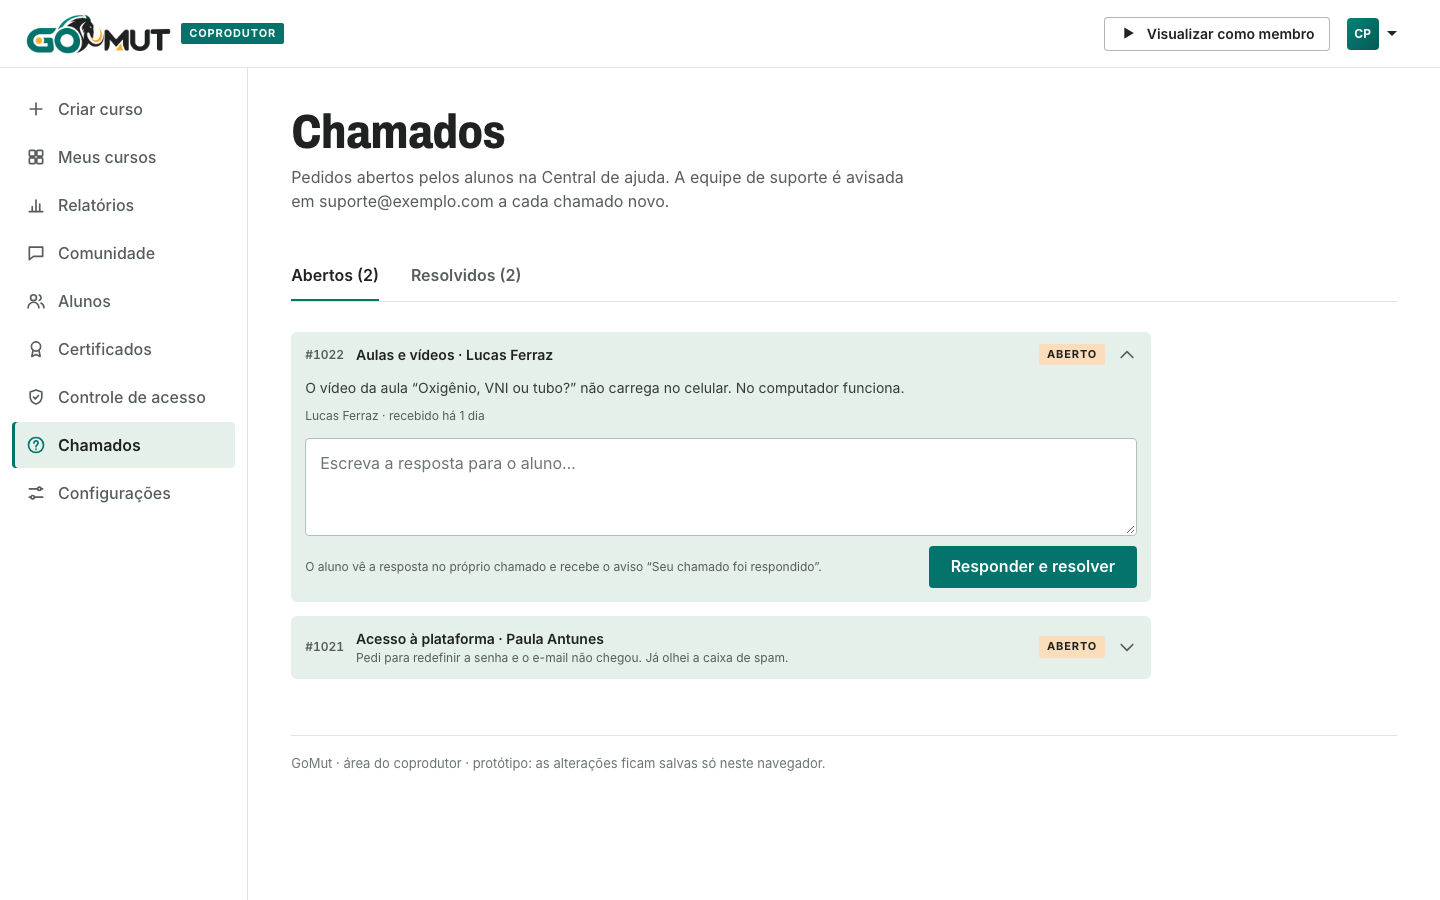 GOMUT
COPRODUTOR
Visualizar como membro
CP
Criar curso
Meus cursos
Relatórios
Comunidade
Alunos
Certificados
Controle de acesso
Chamados
Configurações
Chamados
Pedidos abertos pelos alunos na Central de ajuda. A equipe de suporte é avisada
em suporte@exemplo.com a cada chamado novo.
Abertos (2)
Resolvidos (2)
#1022 Aulas e vídeos · Lucas Ferraz ABERTO
O vídeo da aula “Oxigênio, VNI ou tubo?” não carrega no celular. No computador funciona.
Lucas Ferraz · recebido há 1 dia
Escreva a resposta para o aluno...
O aluno vê a resposta no próprio chamado e recebe o aviso “Seu chamado foi respondido”.
Responder e resolver
#1021 Acesso à plataforma · Paula Antunes ABERTO
Pedi para redefinir a senha e o e-mail não chegou. Já olhei a caixa de spam.
GoMut · área do coprodutor · protótipo: as alterações ficam salvas só neste navegador.